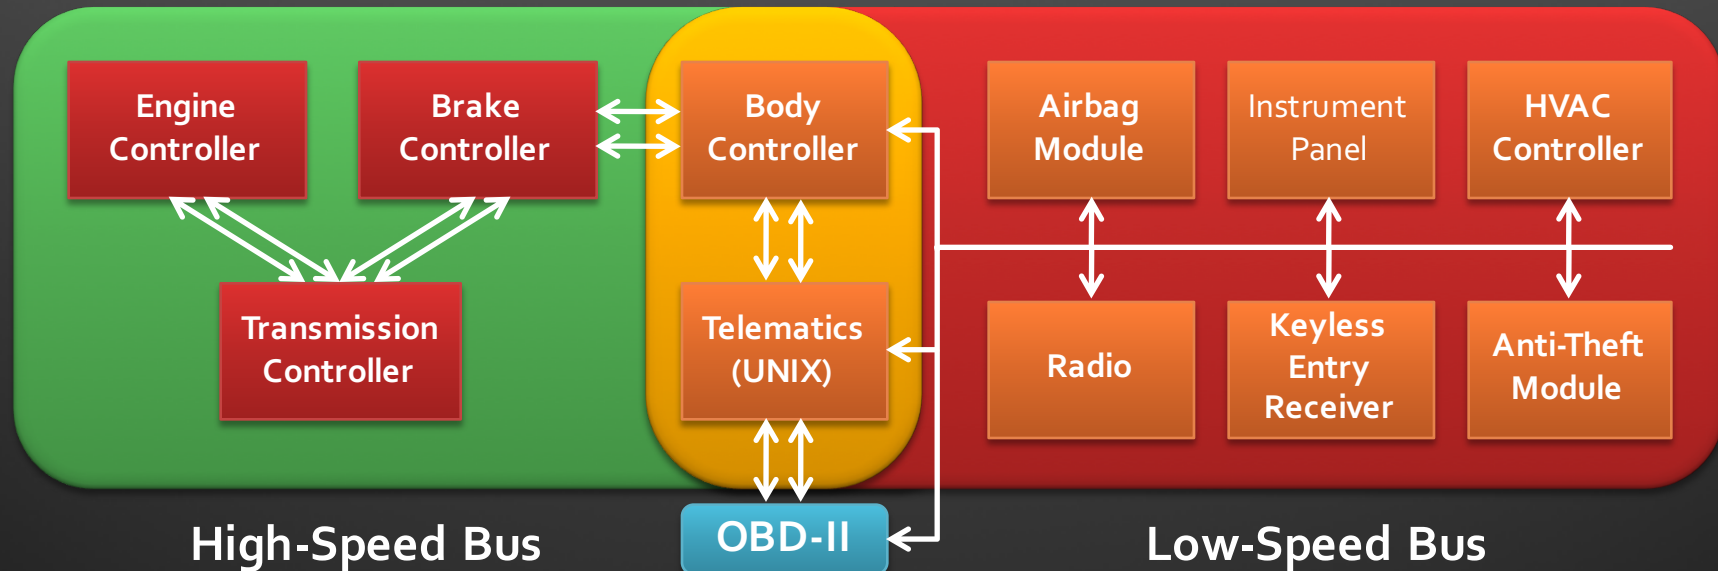 Engine
Controller
Brake
Controller
Body
Controller
Airbag
Module
Instrument
Panel
HVAC
Controller
Transmission
Controller
Telematics
(UNIX)
Radio
Keyless
Entry
Receiver
Anti-Theft
Module
High-Speed Bus
OBD-II
Low-Speed Bus